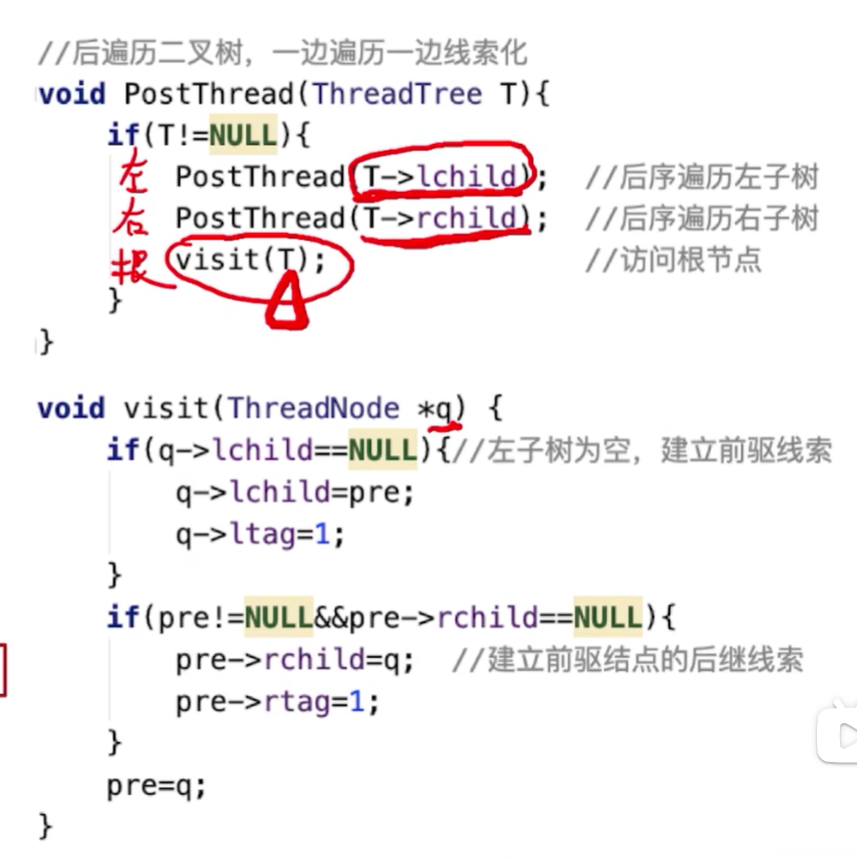 //后遍历二叉树，一边遍历一边线索化
void PostThread(ThreadTree T){
if(T!=NULL){
左 PostThread(T->lchild); //后序遍历左子树
右 PostThread(T->rchild); //后序遍历右子树
根 visit(T); //访问根节点
}
}
void visit(ThreadNode *q) {
if(q->lchild==NULL){//左子树为空，建立前驱线索
q->lchild=pre;
q->ltag=1;
}
if(pre!=NULL&&pre->rchild==NULL){
pre->rchild=q; //建立前驱结点的后继线索
pre->rtag=1;
}
pre=q;
}